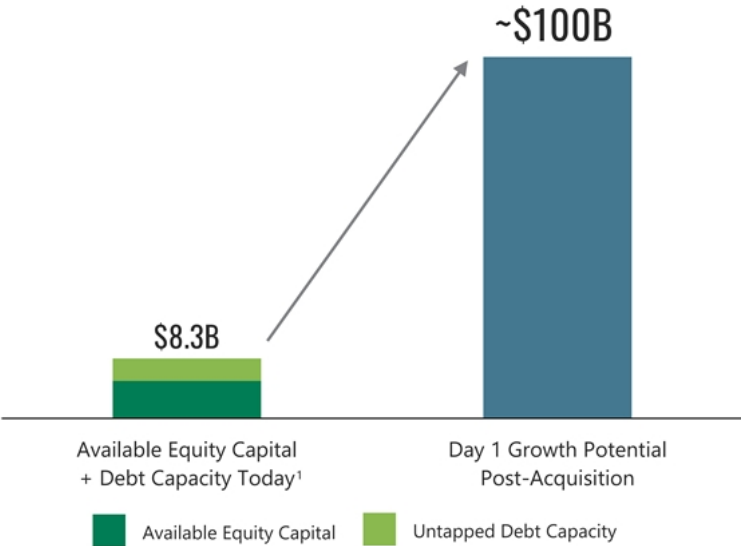 ~$100B
$8.3B
Available Equity Capital
+ Debt Capacity Today¹
Day 1 Growth Potential
Post-Acquisition
Available Equity Capital
Untapped Debt Capacity